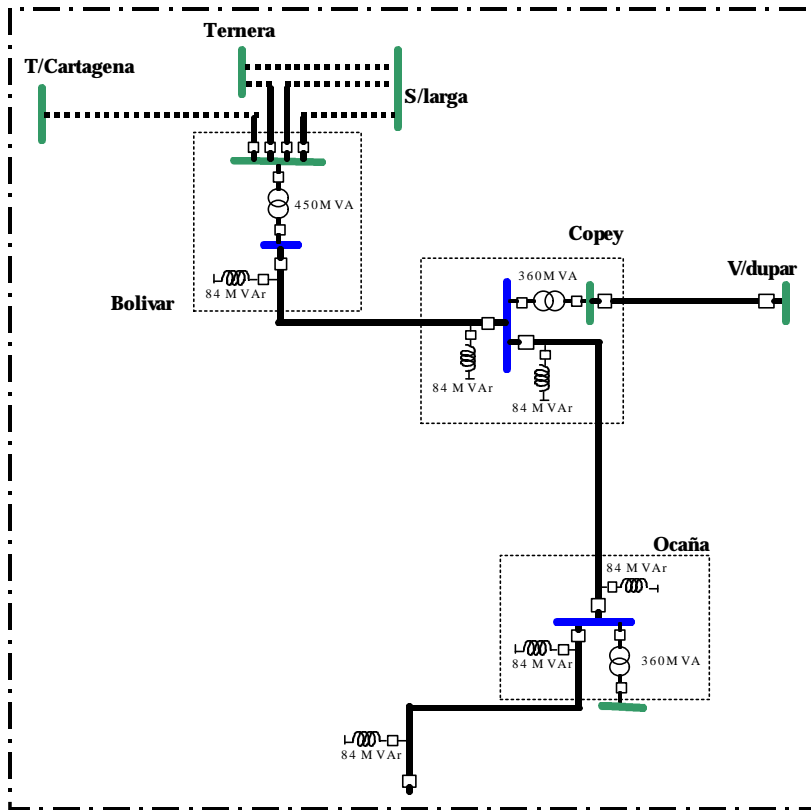 Ternera
T/Cartagena
S/larga
450MVA
Copey
360MVA
V/dupar
84 MVAr
Bolivar
84 MVAr
84 MVAr
Ocaña
84 MVAr
84 MVAr
360MVA
84 MVAr